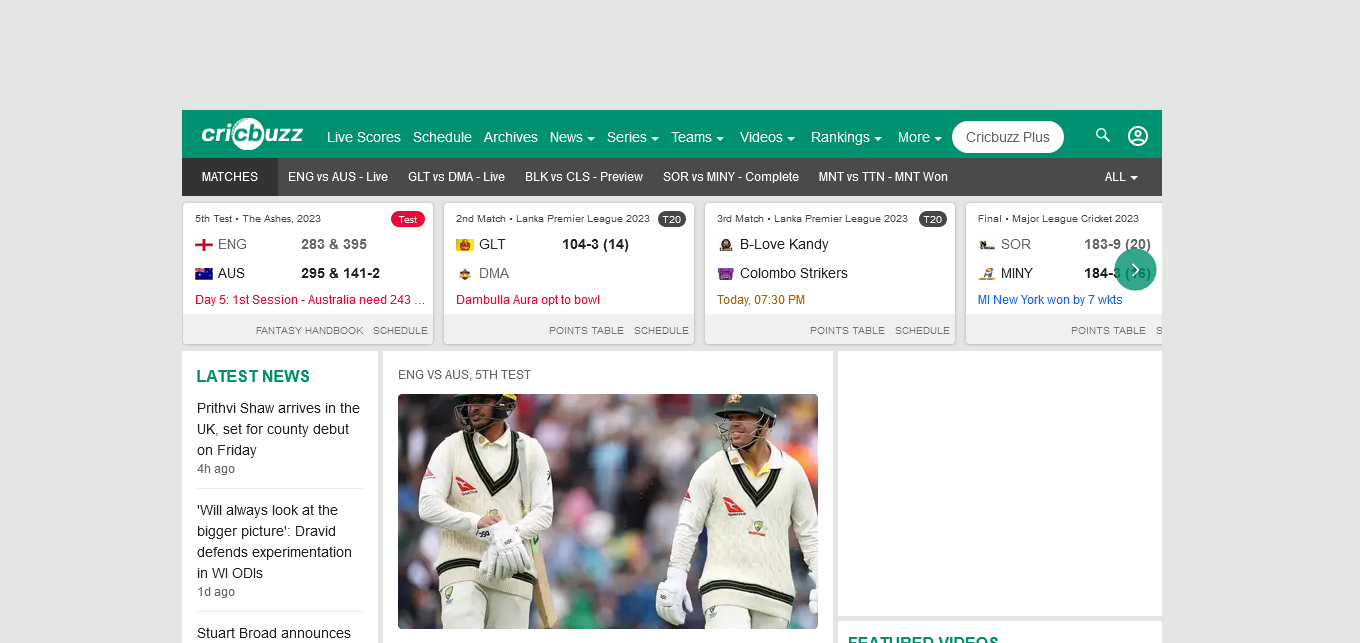 cricbuzz Live Scores Schedule Archives News Series Teams Videos Rankings More Cricbuzz Plus
MATCHES ENG vs AUS - Live GLT vs DMA - Live BLK vs CLS - Preview SOR vs MINY - Complete MNT vs TTN - MNT Won ALL
5th Test • The Ashes, 2023 Test
ENG 283 & 395
AUS 295 & 141-2
Day 5: 1st Session - Australia need 243 ...
FANTASY HANDBOOK SCHEDULE
2nd Match • Lanka Premier League 2023 T20
GLT 104-3 (14)
DMA
Dambulla Aura opt to bowl
POINTS TABLE SCHEDULE
3rd Match • Lanka Premier League 2023 T20
B-Love Kandy
Colombo Strikers
Today, 07:30 PM
POINTS TABLE SCHEDULE
Final • Major League Cricket 2023
SOR 183-9 (20)
MINY 184-3 (16)
MI New York won by 7 wkts
POINTS TABLE S
LATEST NEWS
Prithvi Shaw arrives in the
UK, set for county debut
on Friday
4h ago
'Will always look at the
bigger picture': Dravid
defends experimentation
in WI ODIs
1d ago
Stuart Broad announces
ENG VS AUS, 5TH TEST
FEATURED VIDEOS